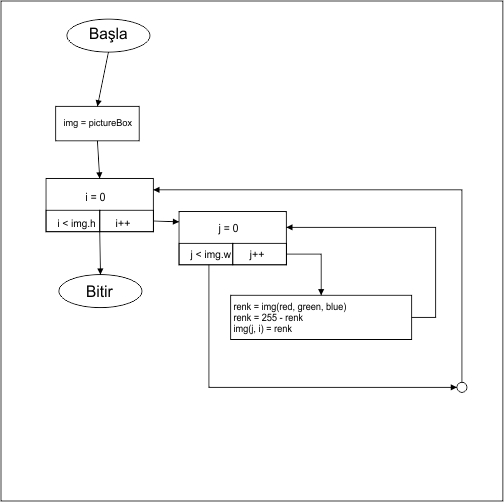 Başla
img = pictureBox
i = 0
i < img.h
i++
j = 0
j < img.w
j++
Bitir
renk = img(red, green, blue)
renk = 255 - renk
img(j, i) = renk